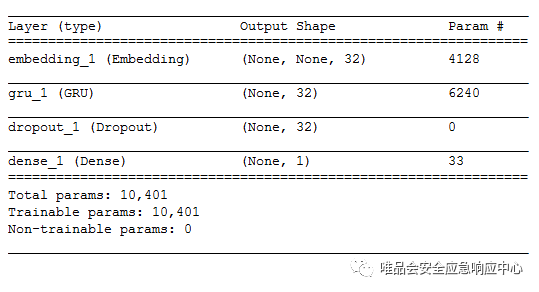 Layer (type) Output Shape Param #
=================================================================
embedding_1 (Embedding) (None, None, 32) 4128
gru_1 (GRU) (None, 32) 6240
dropout_1 (Dropout) (None, 32) 0
dense_1 (Dense) (None, 1) 33
=================================================================
Total params: 10,401
Trainable params: 10,401
Non-trainable params: 0
唯品会安全应急响应中心